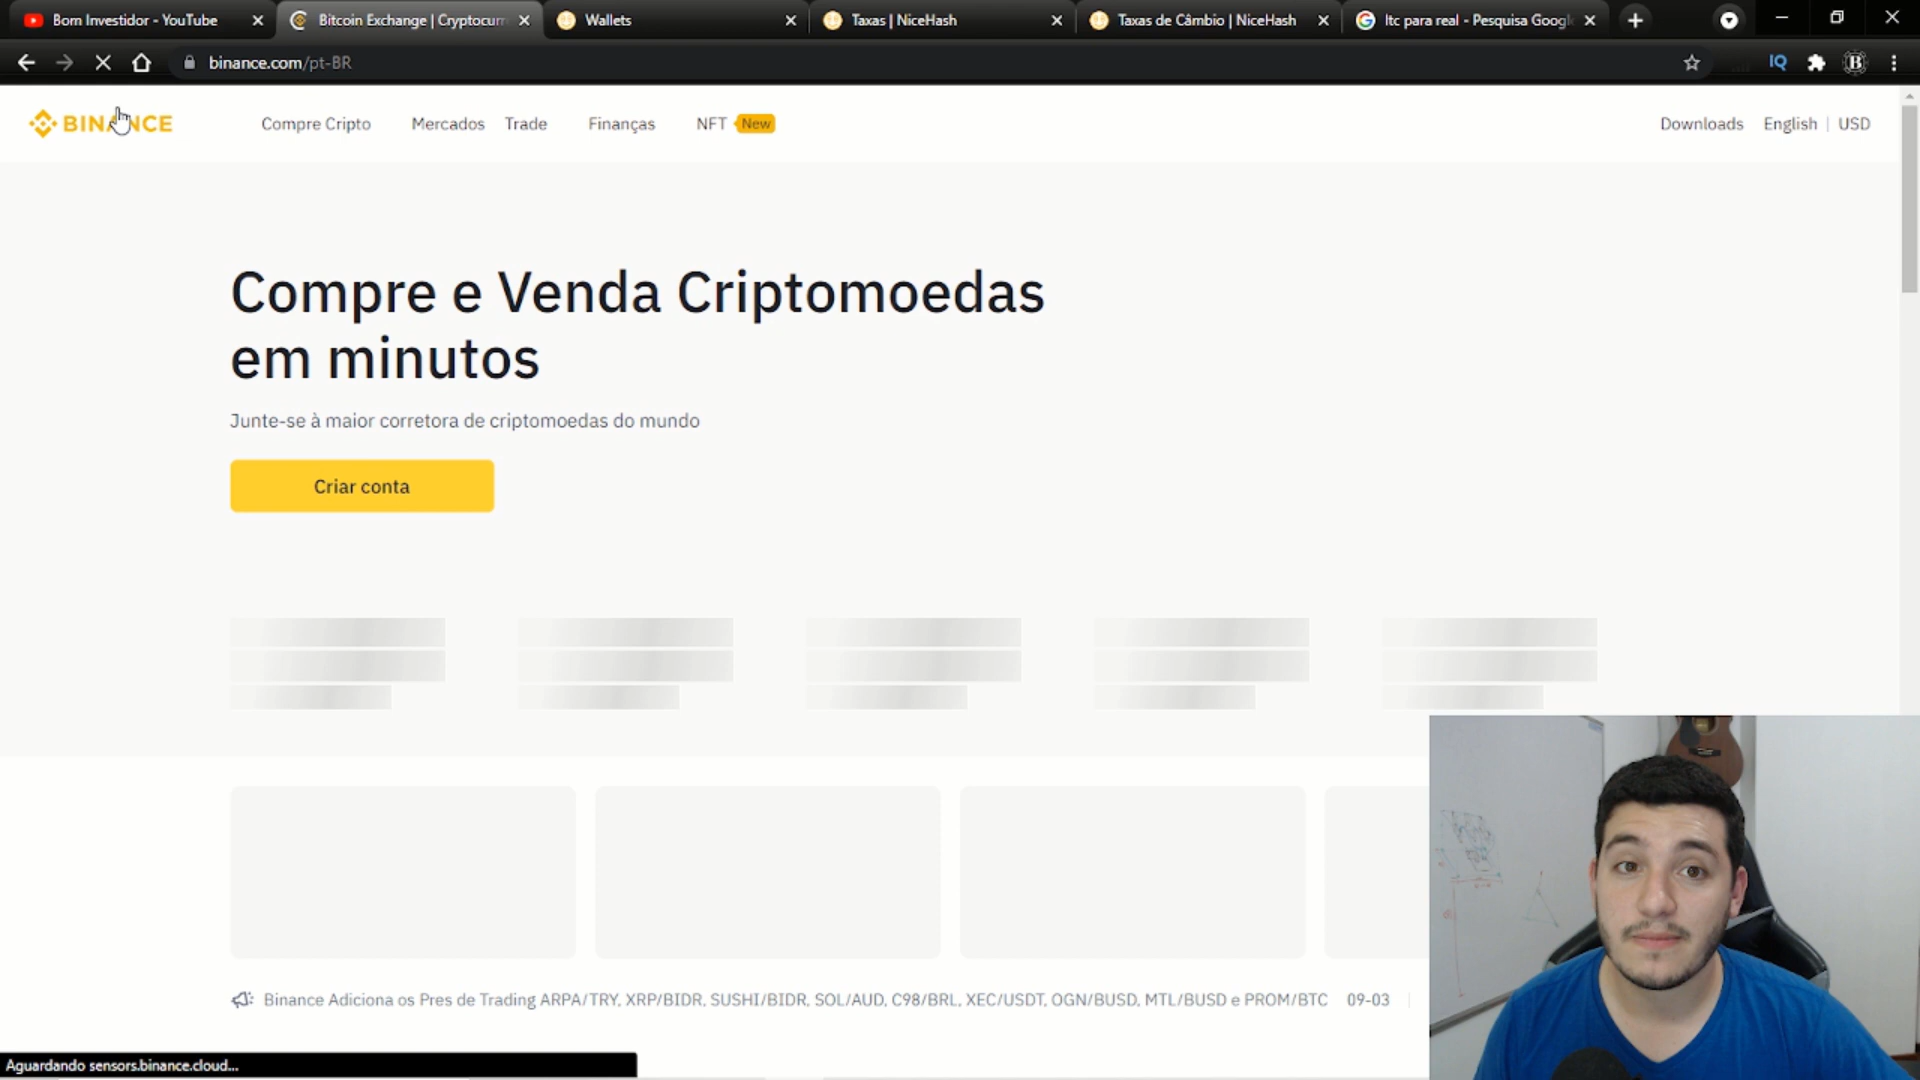 Bom Investidor - YouTube
Bitcoin Exchange | Cryptocurr
Wallets
Taxas | NiceHash
Taxas de Câmbio | NiceHash
ltc para real - Pesquisa Googl
binance.com/pt-BR
IQ
B
BINANCE
Compre Cripto
Mercados
Trade
Finanças
NFT New
Downloads
English | USD
Compre e Venda Criptomoedas
em minutos
Junte-se à maior corretora de criptomoedas do mundo
Criar conta
Binance Adiciona os Pres de Trading ARPA/TRY, XRP/BIDR, SUSHI/BIDR, SOL/AUD, C98/BRL, XEC/USDT, OGN/BUSD, MTL/BUSD e PROM/BTC 09-03
Aguardando sensors.binance.cloud...